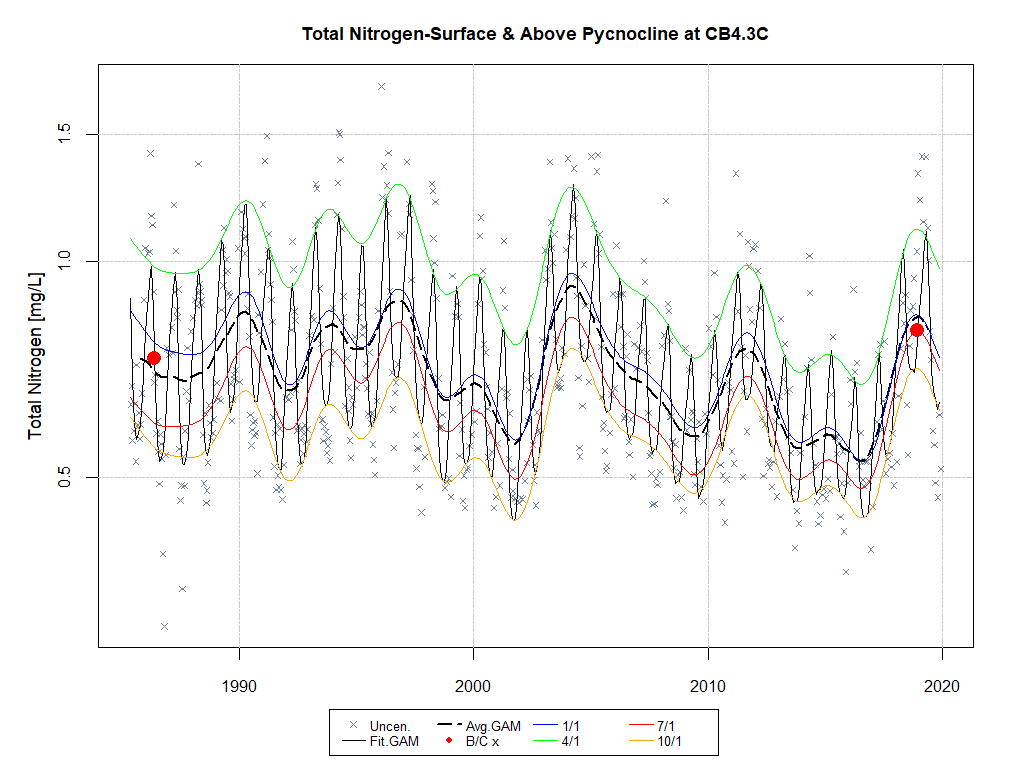 Total Nitrogen-Surface & Above Pycnocline at CB4.3C
Total Nitrogen [mg/L]
1.5
1.0
0.5
1990 2000 2010 2020
Uncen. Avg.GAM 1/1 7/1
Fit.GAM B/C x 4/1 10/1